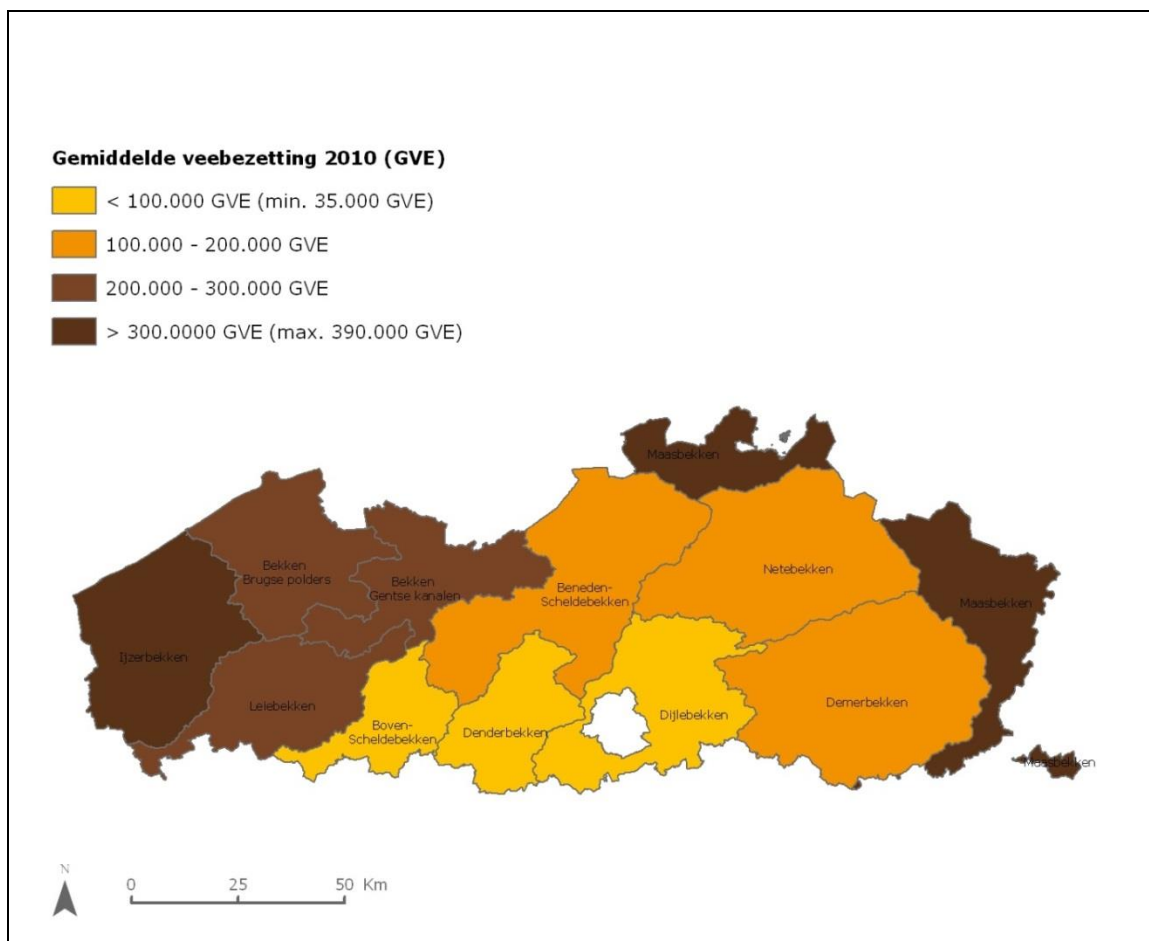 Gemiddelde veebezetting 2010 (GVE)
< 100.000 GVE (min. 35.000 GVE)
100.000 - 200.000 GVE
200.000 - 300.000 GVE
> 300.0000 GVE (max. 390.000 GVE)
Maasbekken
Bekken
Brugse polders
Bekken
Gentse kanalen
Beneden-
Scheldebekken
Netebekken
Maasbekken
Ijzerbekken
Leiebekken
Boven-
Scheldebekken
Denderbekken
Dijlebekken
Demerbekken
Maasbekken
N
0 25 50 Km